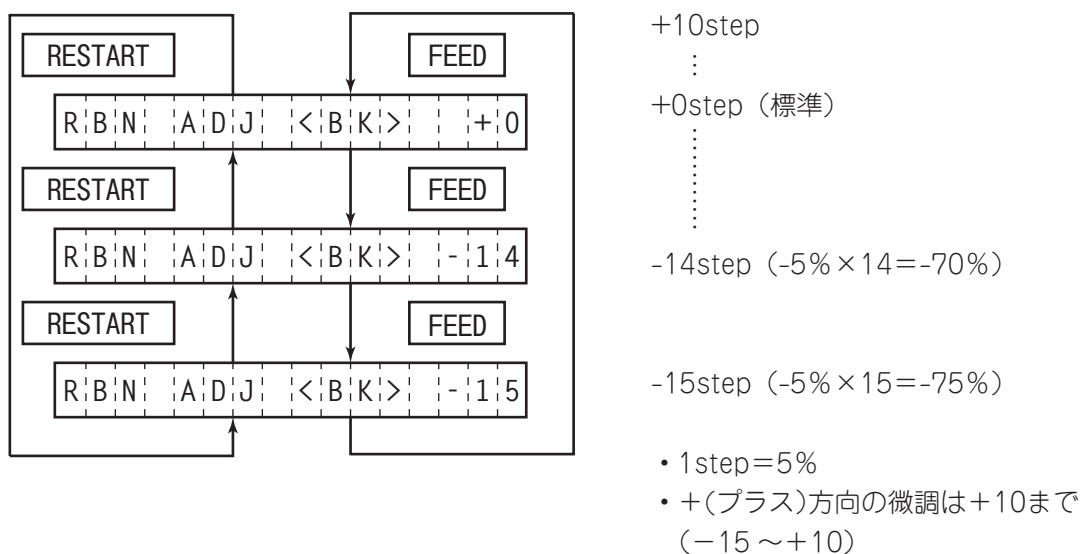 +10step
RESTART FEED
+0step（標準）
RBN ADJ <BK> +0
RESTART FEED
RBN ADJ <BK> -14
-14step（-5%×14=-70%）
RESTART FEED
RBN ADJ <BK> -15
-15step（-5%×15=-75%）
・1step=5%
・+(プラス)方向の微調は+10まで
（－15～+10）